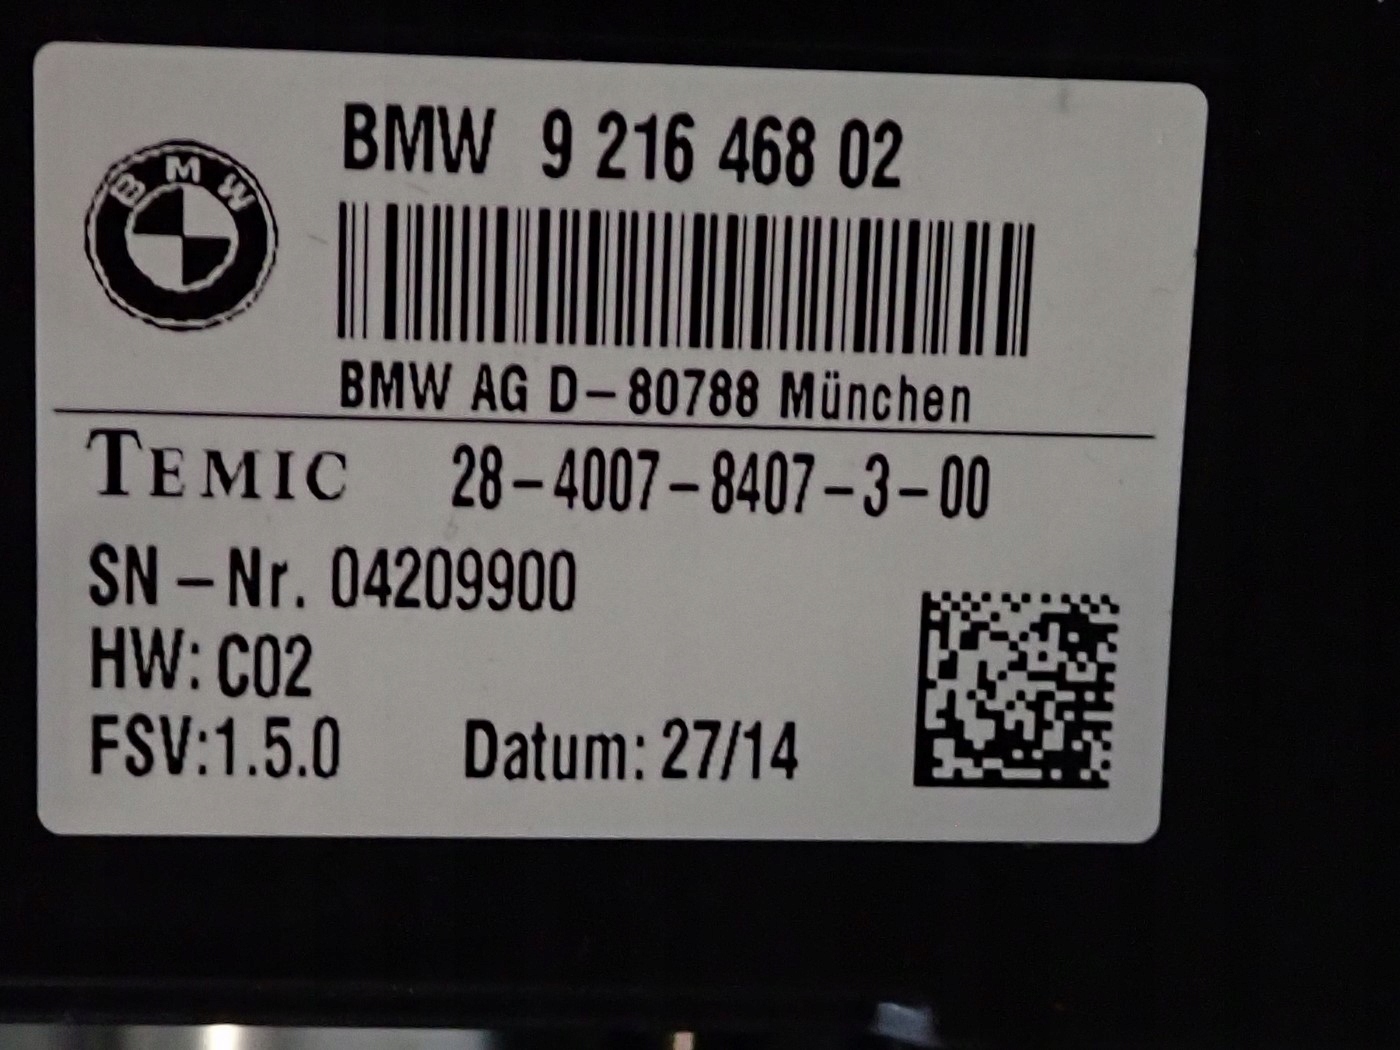 BMW 9 216 468 02
BMW
BMW AG D-80788 München
TEMIC 28-4007-8407-3-00
SN-Nr. 04209900
HW: C02
FSV:1.5.0 Datum: 27/14